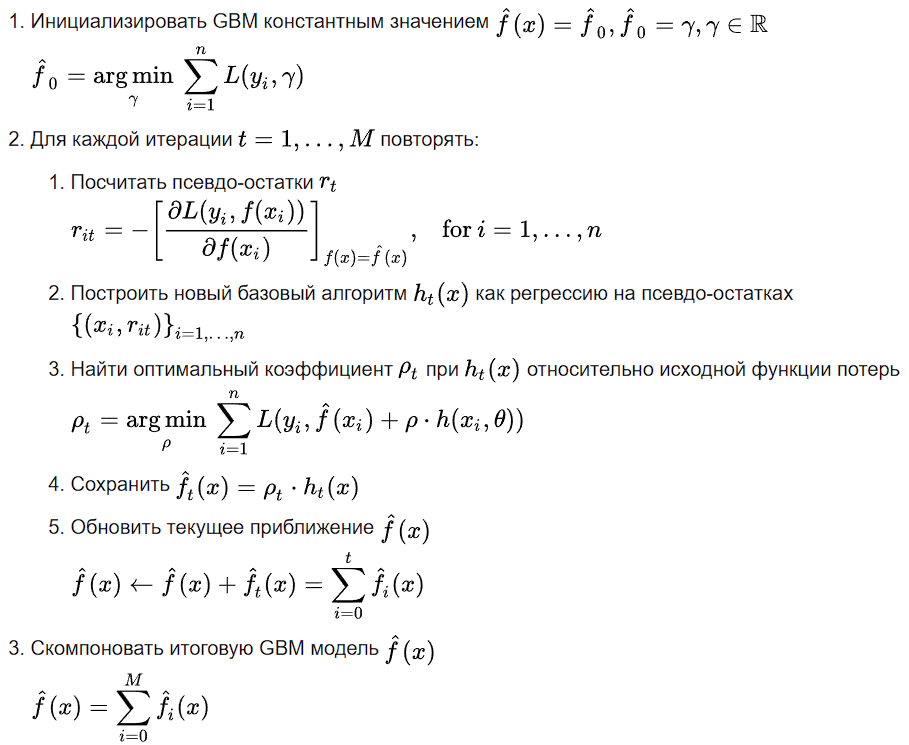 1. Инициализировать GBM константным значением $\hat{f}(x) = \hat{f}_0, \hat{f}_0 = \gamma, \gamma \in \mathbb{R}$
$\hat{f}_0 = \underset{\gamma}{\arg\min} \sum_{i=1}^{n} L(y_i, \gamma)$
2. Для каждой итерации $t = 1, \dots, M$ повторять:
1. Посчитать псевдо-остатки $r_t$
$r_{it} = -\left[\frac{\partial L(y_i, f(x_i))}{\partial f(x_i)}\right]_{f(x)=\hat{f}(x)}, \quad \text{for } i = 1, \dots, n$
2. Построить новый базовый алгоритм $h_t(x)$ как регрессию на псевдо-остатках
$\{(x_i, r_{it})\}_{i=1,\dots,n}$
3. Найти оптимальный коэффициент $\rho_t$ при $h_t(x)$ относительно исходной функции потерь
$\rho_t = \underset{\rho}{\arg\min} \sum_{i=1}^{n} L(y_i, \hat{f}(x_i) + \rho \cdot h(x_i, \theta))$
4. Сохранить $\hat{f}_t(x) = \rho_t \cdot h_t(x)$
5. Обновить текущее приближение $\hat{f}(x)$
$\hat{f}(x) \leftarrow \hat{f}(x) + \hat{f}_t(x) = \sum_{i=0}^{t} \hat{f}_i(x)$
3. Скомпоновать итоговую GBM модель $\hat{f}(x)$
$\hat{f}(x) = \sum_{i=0}^{M} \hat{f}_i(x)$